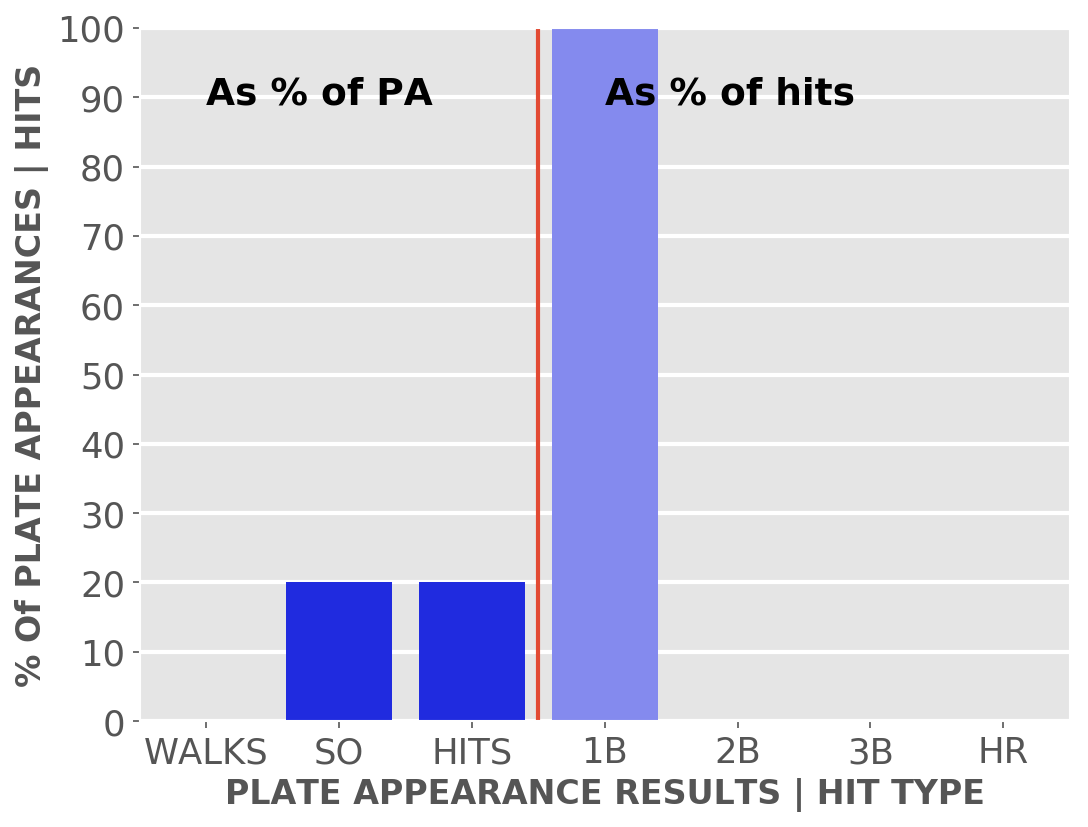 As % of PA
As % of hits
% Of PLATE APPEARANCES | HITS
100
90
80
70
60
50
40
30
20
10
0
WALKS SO HITS 1B 2B 3B HR
PLATE APPEARANCE RESULTS | HIT TYPE